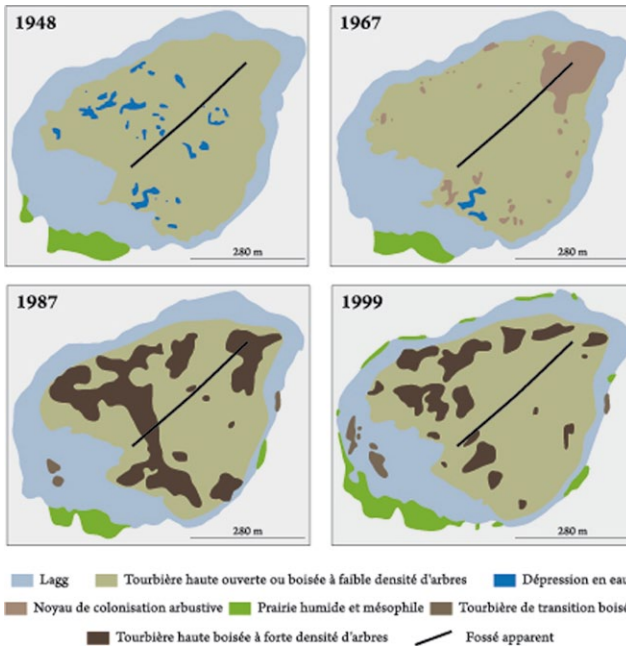 1948
1967
280 m
280 m
1987
1999
280 m
280 m
Lagg
Tourbière haute ouverte ou boisée à faible densité d'arbres
Dépression en eau
Noyau de colonisation arbustive
Prairie humide et mésophile
Tourbière de transition boisé
Tourbière haute boisée à forte densité d'arbres
Fossé apparent